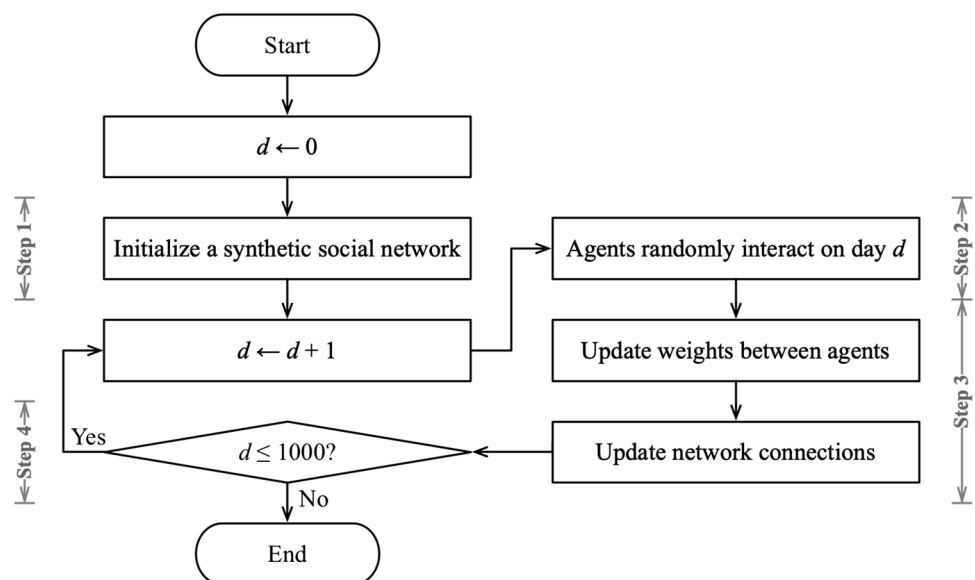 Start
d ← 0
Step 1
Initialize a synthetic social network
Agents randomly interact on day d
Step 2
d ← d + 1
Update weights between agents
Step 3
Step 4
Yes
d ≤ 1000?
Update network connections
No
End